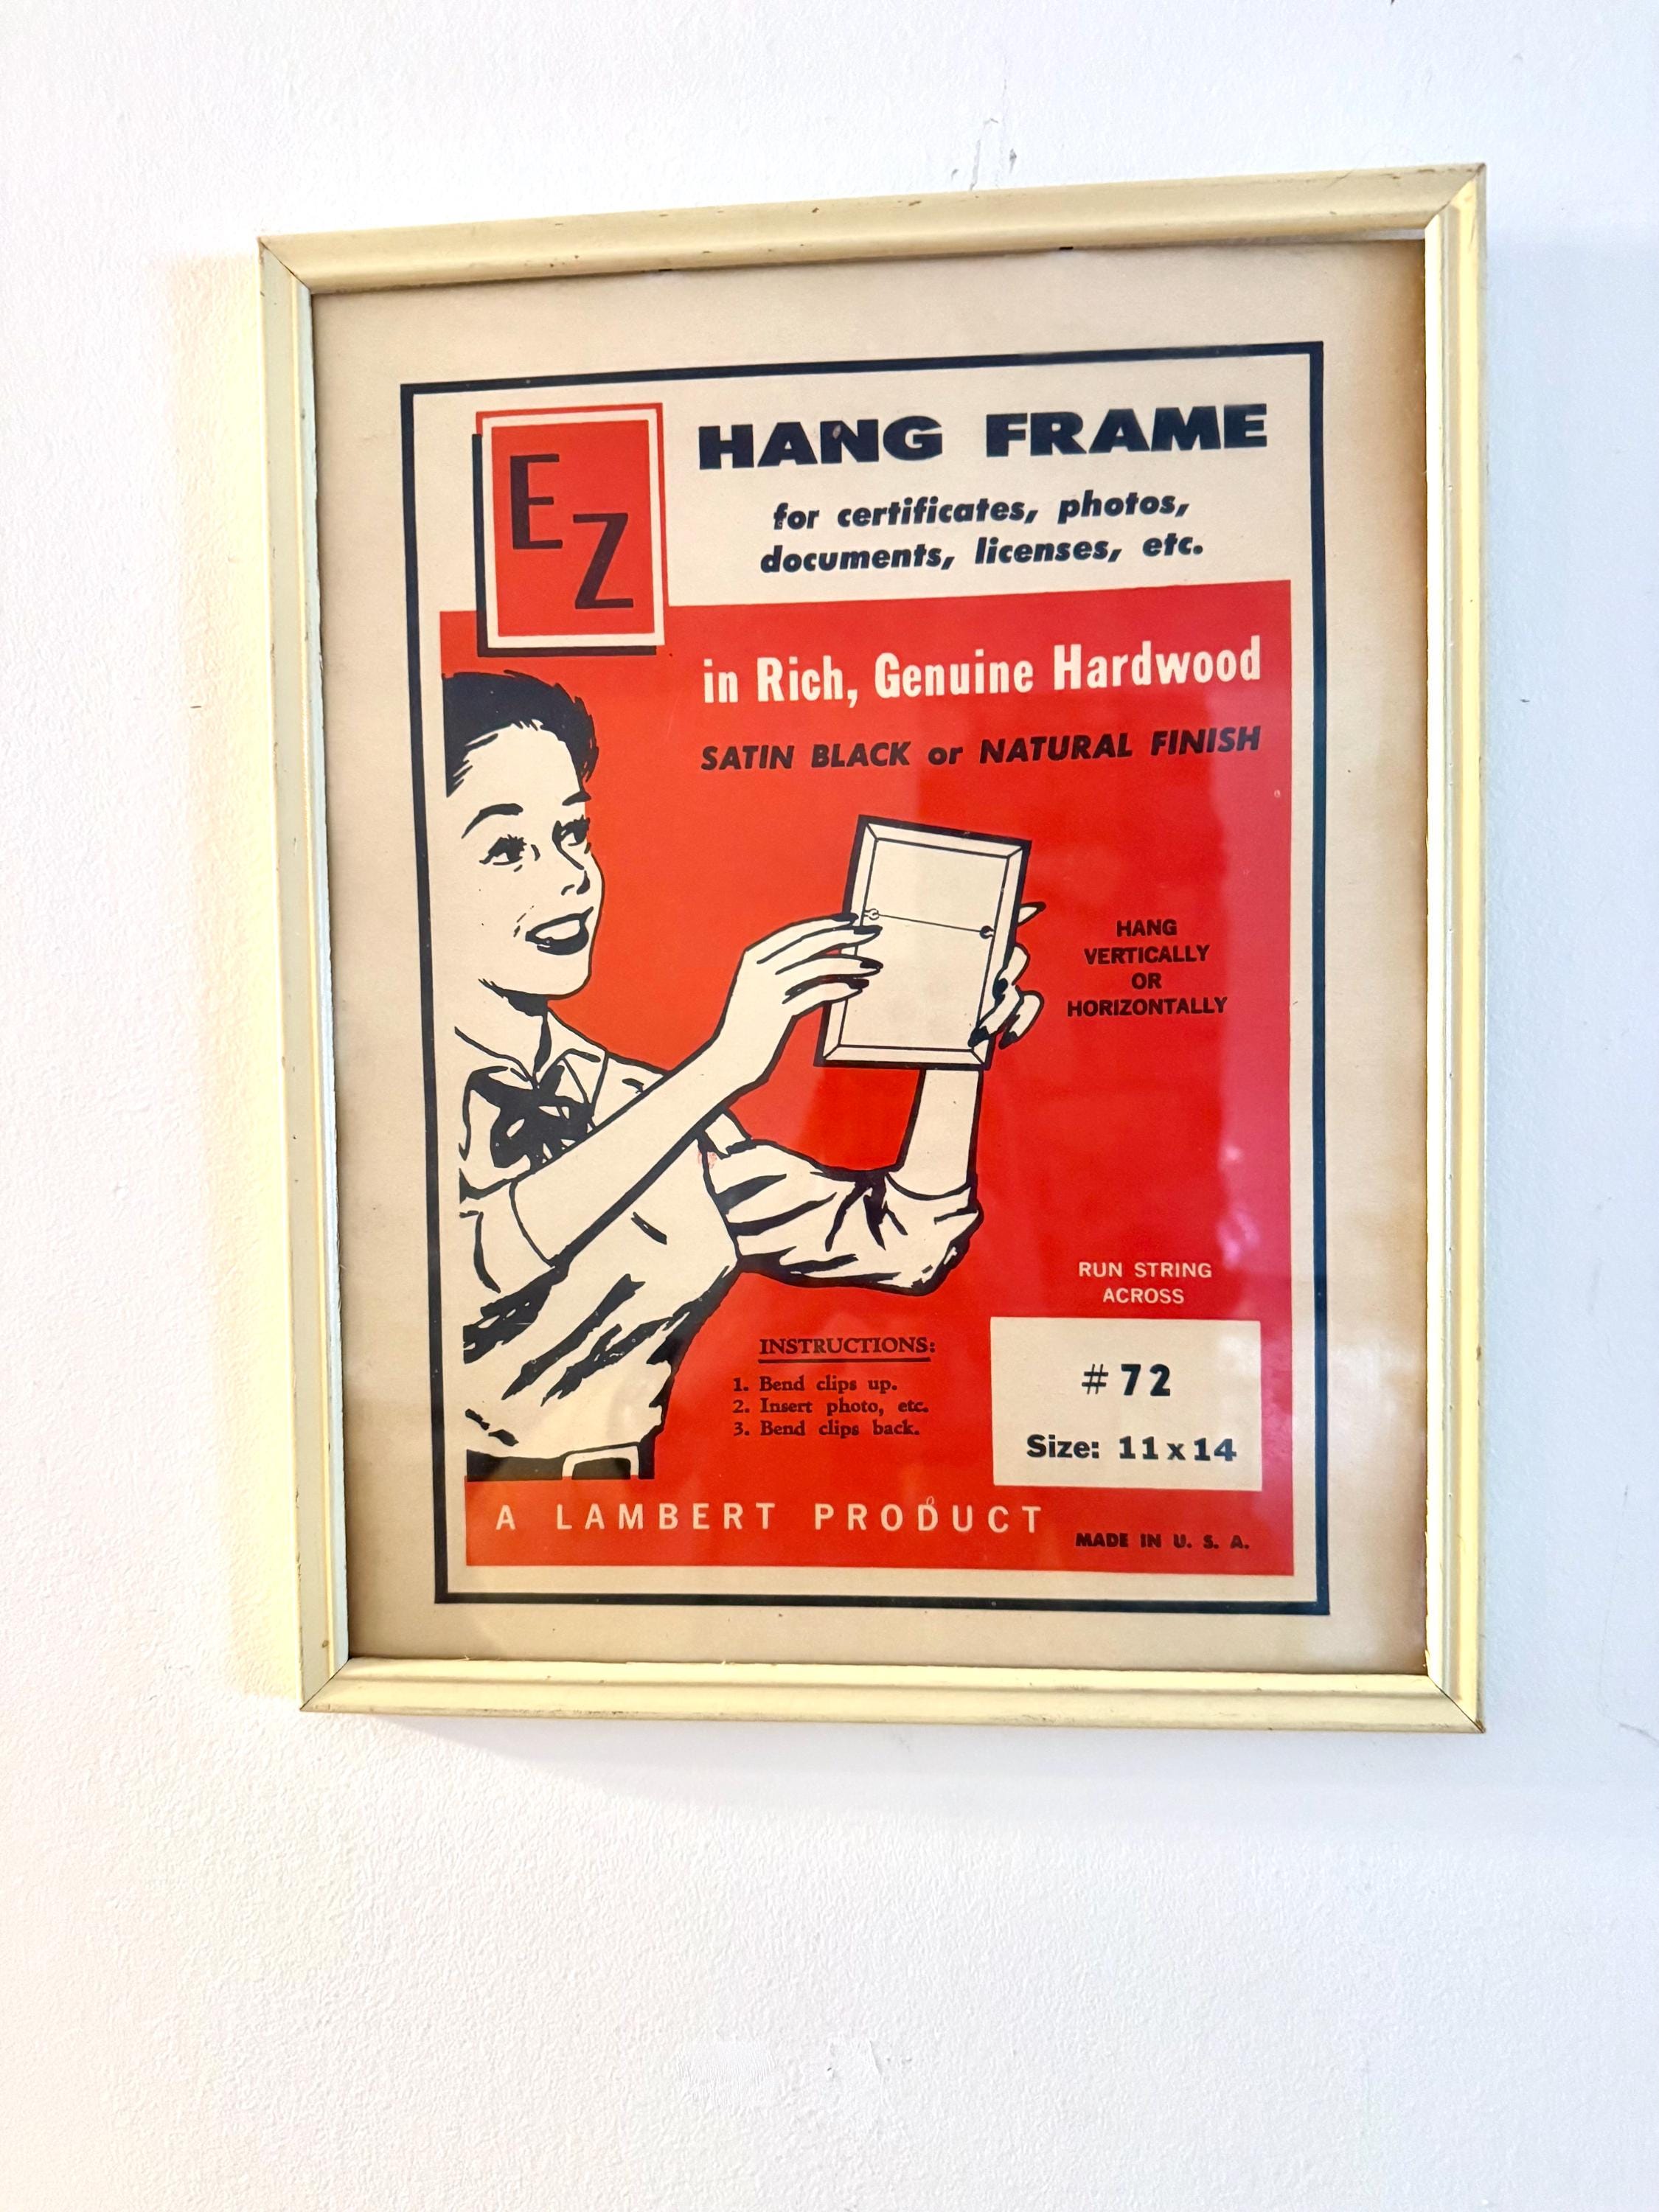 EZ
HANG FRAME
for certificates, photos,
documents, licenses, etc.
in Rich, Genuine Hardwood
SATIN BLACK or NATURAL FINISH
HANG
VERTICALLY
OR
HORIZONTALLY
RUN STRING
ACROSS
INSTRUCTIONS:
1. Bend clips up.
2. Insert photo, etc.
3. Bend clips back.
# 72
Size: 11 x 14
A LAMBERT PRODUCT
MADE IN U. S. A.